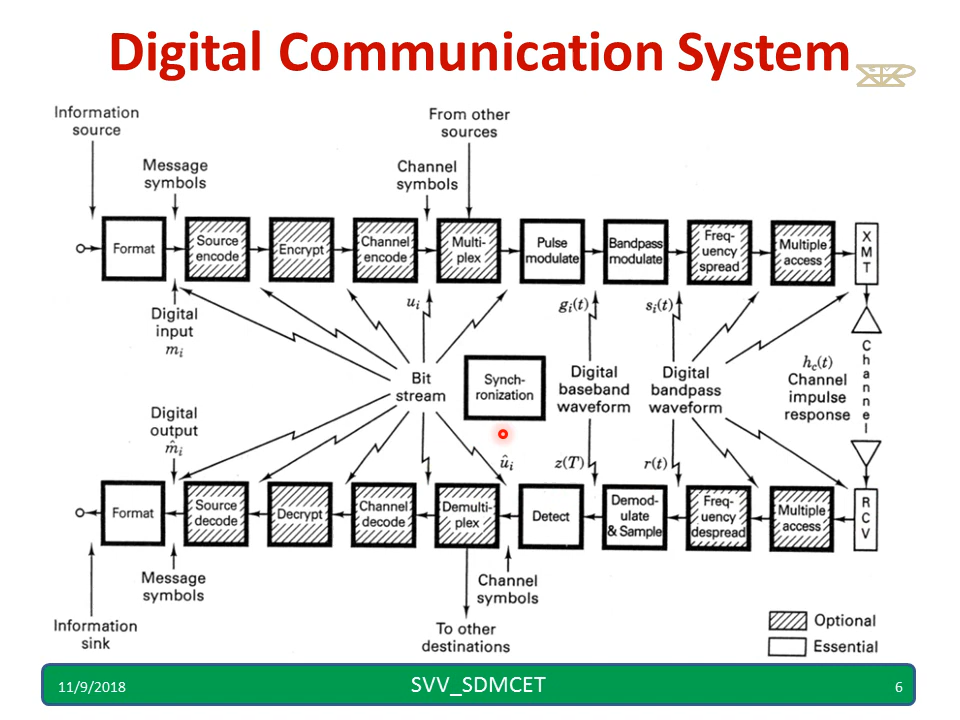 Digital Communication System
Information
source
From other
sources
Message
symbols
Channel
symbols
Format
Source
encode
Encrypt
Channel
encode
Multi-
plex
Pulse
modulate
Bandpass
modulate
Freq-
uency
spread
Multiple
access
X
M
T
Digital
input
mi
ui
gi(t)
si(t)
Bit
stream
Synch-
ronization
Digital
baseband
waveform
Digital
bandpass
waveform
hc(t)
Channel
impulse
response
C
h
a
n
n
e
l
Digital
output
m̂i
ûi
z(T)
r(t)
Format
Source
decode
Decrypt
Channel
decode
Demulti-
plex
Detect
Demod-
ulate
& Sample
Freq-
uency
despread
Multiple
access
R
C
V
Message
symbols
Channel
symbols
Information
sink
To other
destinations
Optional
Essential
11/9/2018
SVV_SDMCET
6